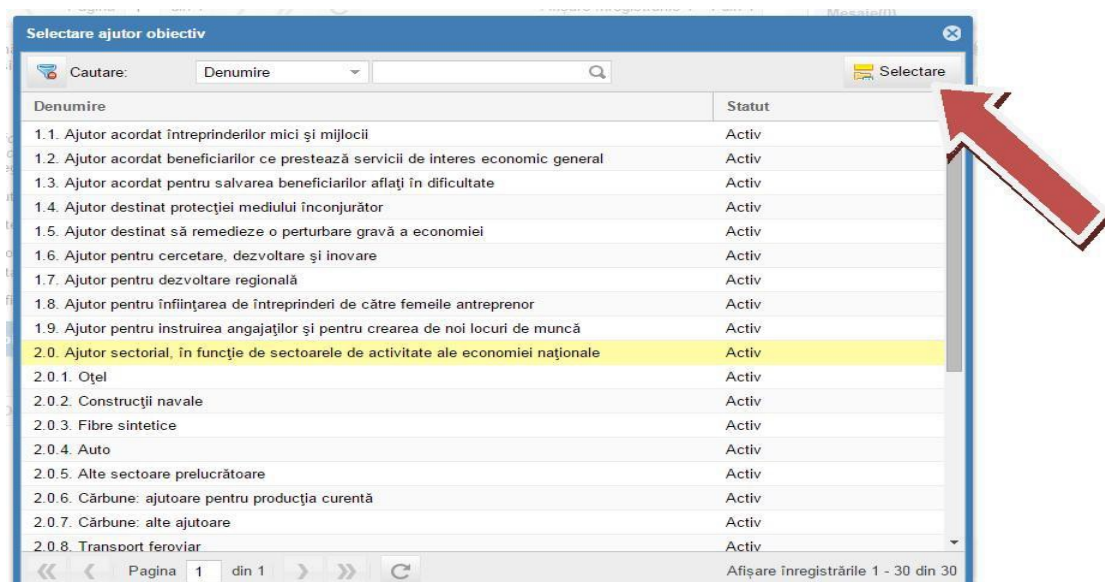 Mesaje(0)
Selectare ajutor obiectiv
Cautare: Denumire Selectare
Denumire Statut
1.1. Ajutor acordat întreprinderilor mici şi mijlocii Activ
1.2. Ajutor acordat beneficiarilor ce prestează servicii de interes economic general Activ
1.3. Ajutor acordat pentru salvarea beneficiarilor aflaţi în dificultate Activ
1.4. Ajutor destinat protecţiei mediului înconjurător Activ
1.5. Ajutor destinat să remedieze o perturbare gravă a economiei Activ
1.6. Ajutor pentru cercetare, dezvoltare şi inovare Activ
1.7. Ajutor pentru dezvoltare regională Activ
1.8. Ajutor pentru înfiinţarea de întreprinderi de către femeile antreprenor Activ
1.9. Ajutor pentru instruirea angajaţilor şi pentru crearea de noi locuri de muncă Activ
2.0. Ajutor sectorial, în funcţie de sectoarele de activitate ale economiei naţionale Activ
2.0.1. Oţel Activ
2.0.2. Construcţii navale Activ
2.0.3. Fibre sintetice Activ
2.0.4. Auto Activ
2.0.5. Alte sectoare prelucrătoare Activ
2.0.6. Cărbune: ajutoare pentru producţia curentă Activ
2.0.7. Cărbune: alte ajutoare Activ
2.0.8. Transport feroviar Activ
Pagina 1 din 1 Afişare înregistrările 1 - 30 din 30